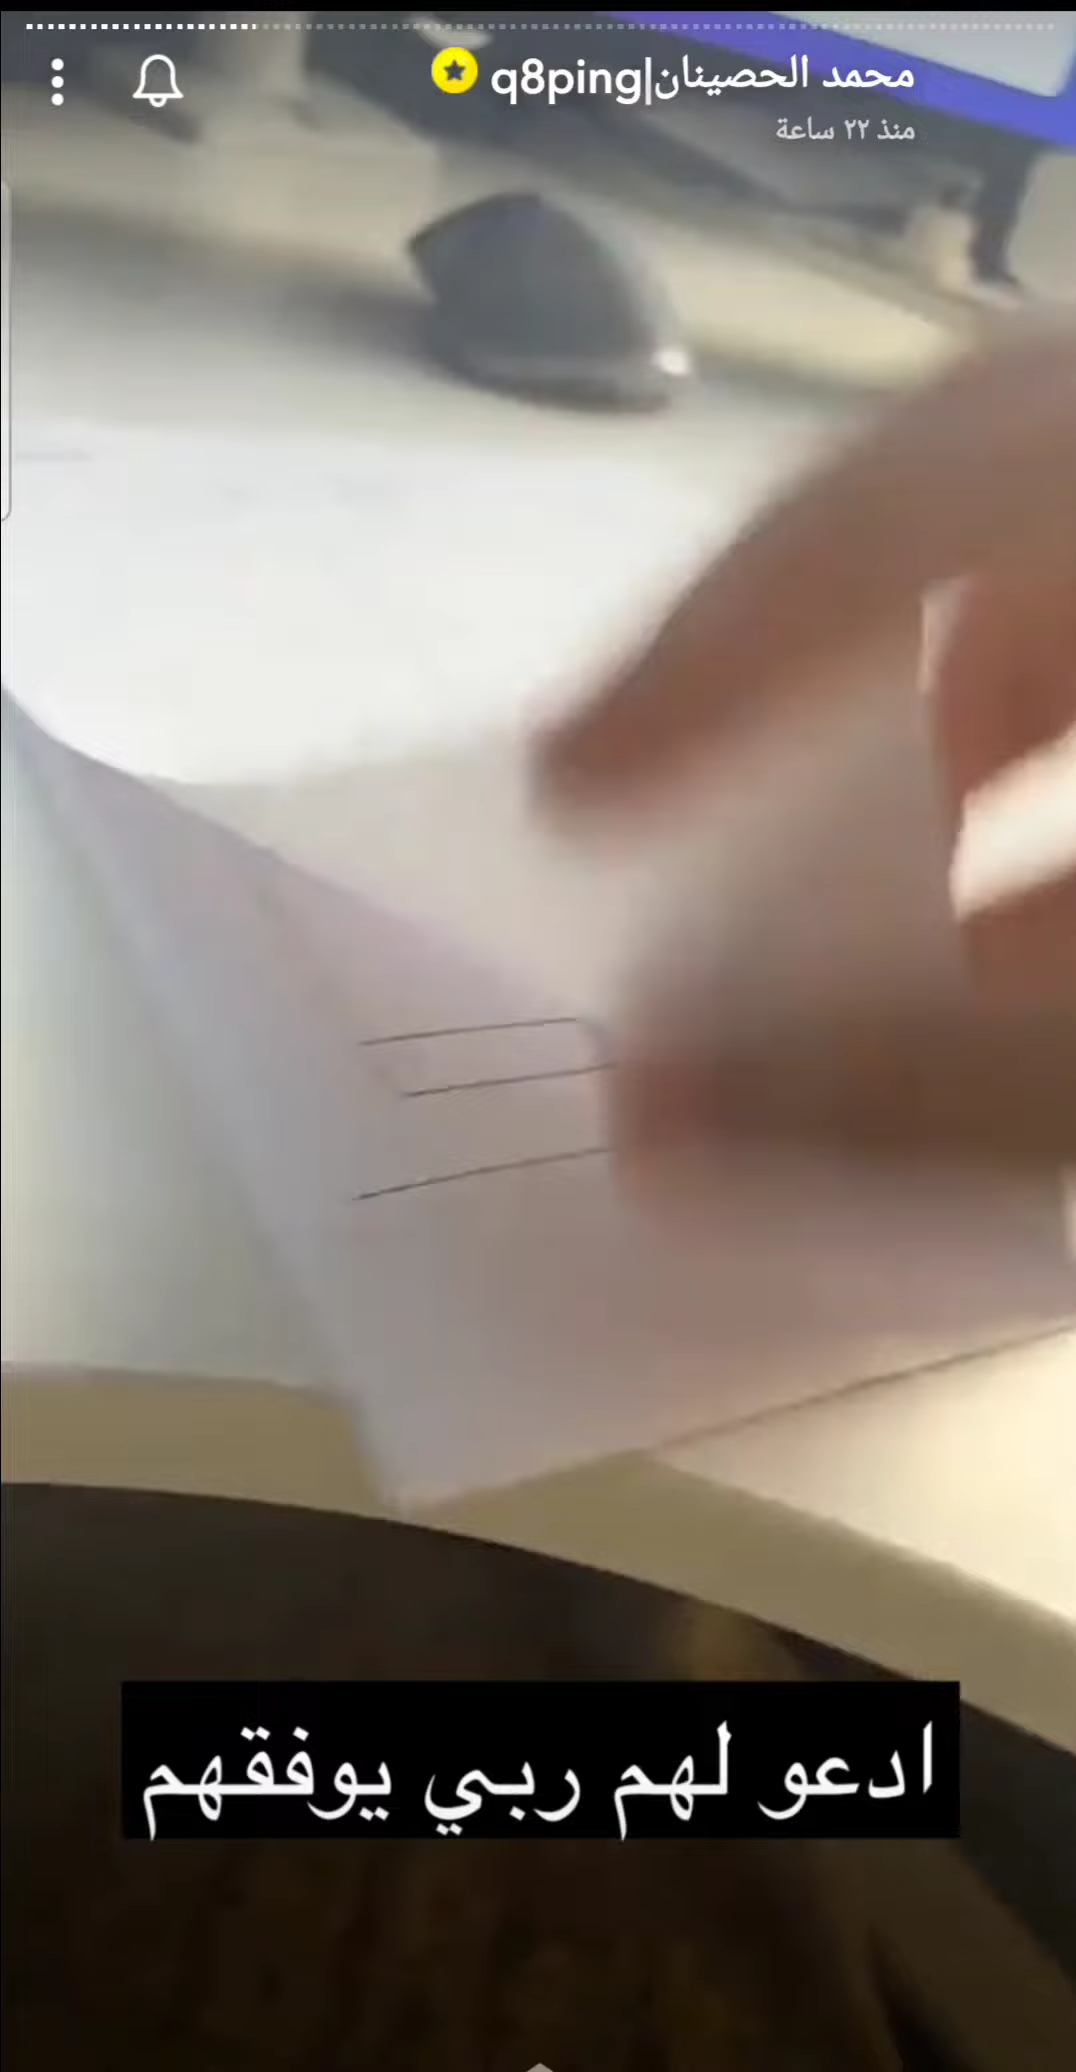 محمد الحصينان|q8ping
منذ ٢٢ ساعة
ادعو لهم ربي يوفقهم